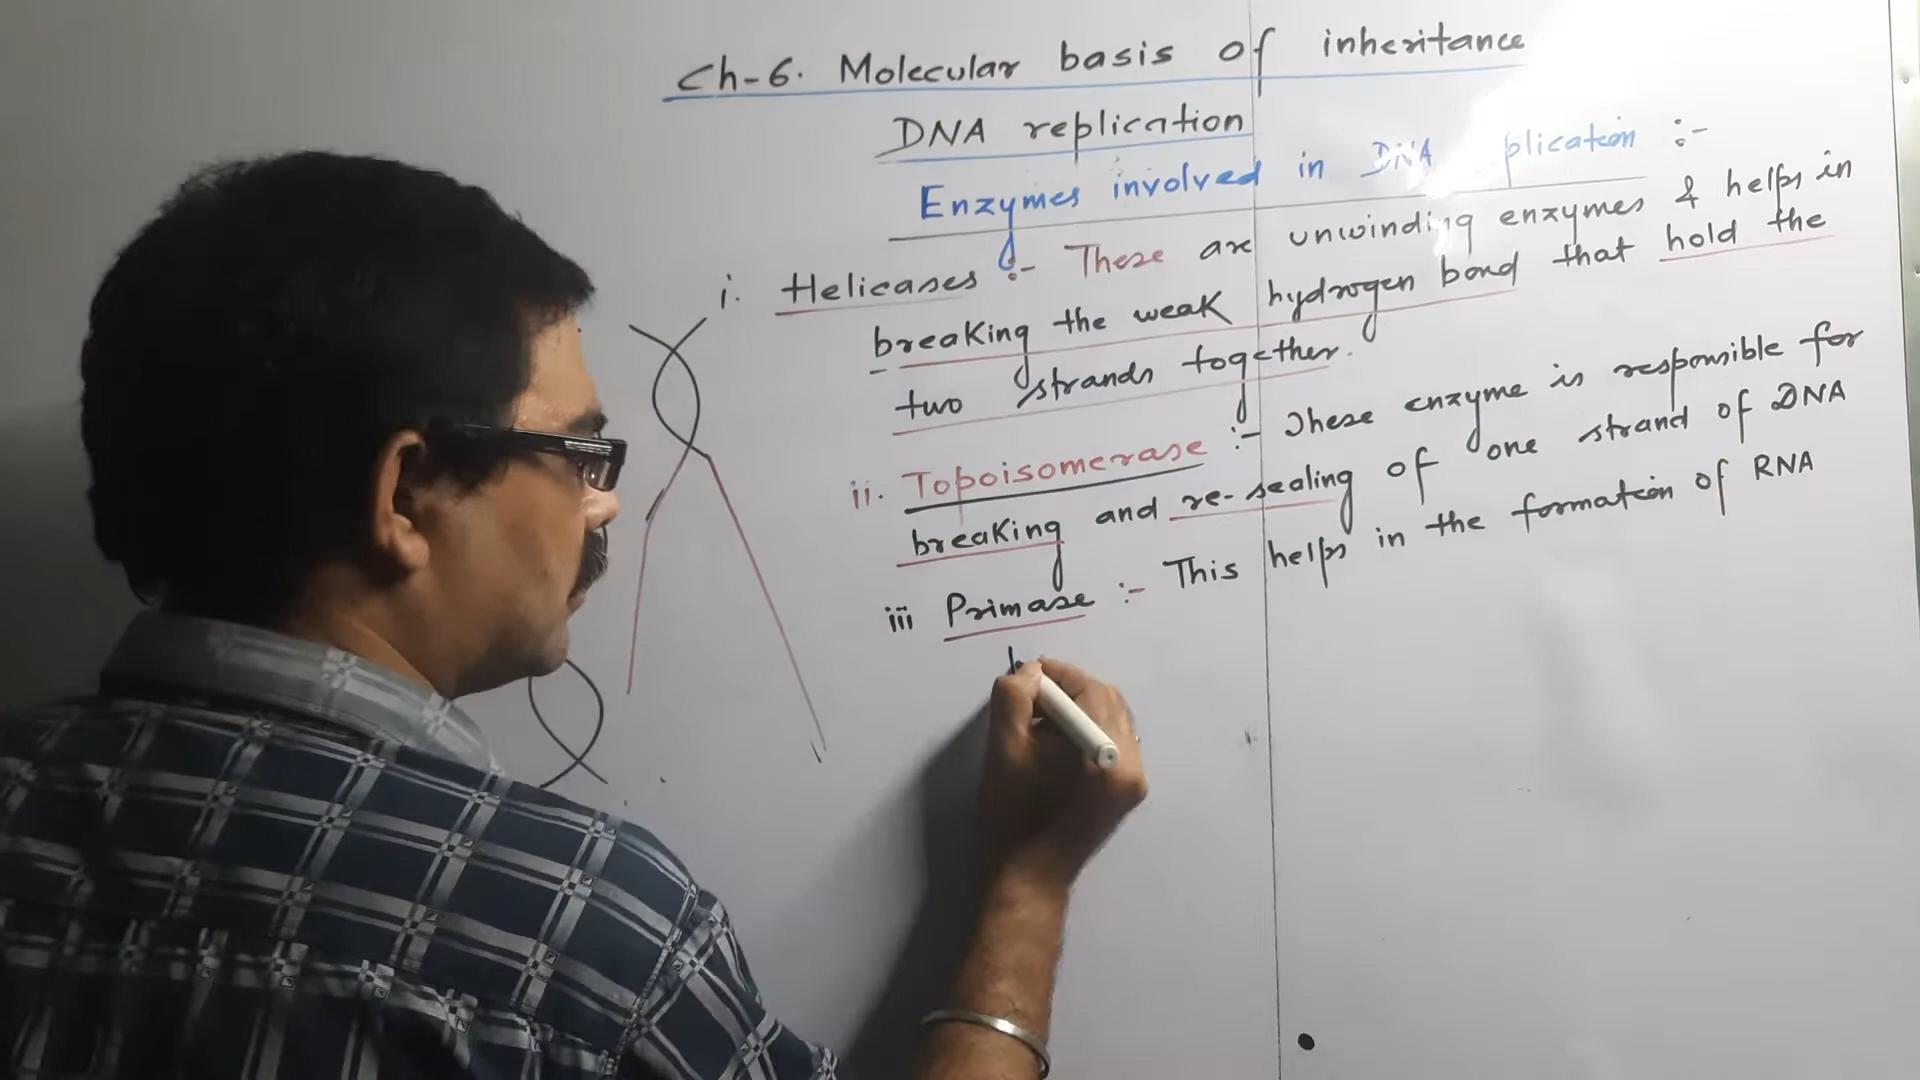 Ch-6. Molecular basis of inheritance
DNA replication
Enzymes involved in DNA plication :-
i. Helicases :- These are unwinding enzymes & helps in
breaking the weak hydrogen bond that hold the
two strands together.
ii. Topoisomerase :- These enzyme is responsible for
breaking and re-sealing of one strand of DNA
iii Primase :- This helps in the formation of RNA